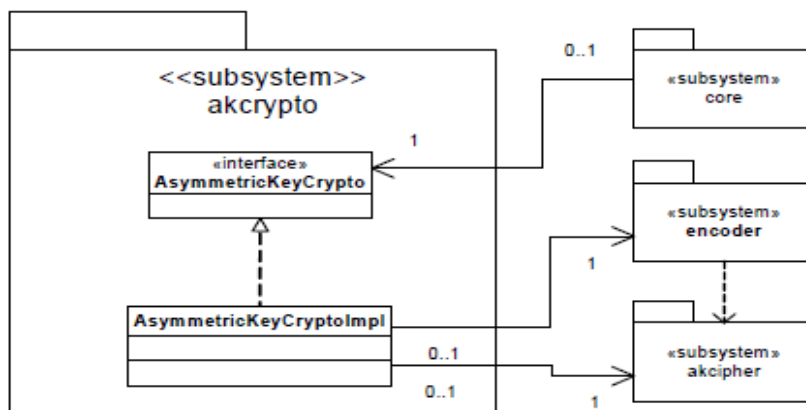 <<subsystem>>
akcrypto
«interface»
AsymmetricKeyCrypto
AsymmetricKeyCryptoImpl
0..1
1
«subsystem»
core
«subsystem»
encoder
1
0..1
«subsystem»
akcipher
0..1
1